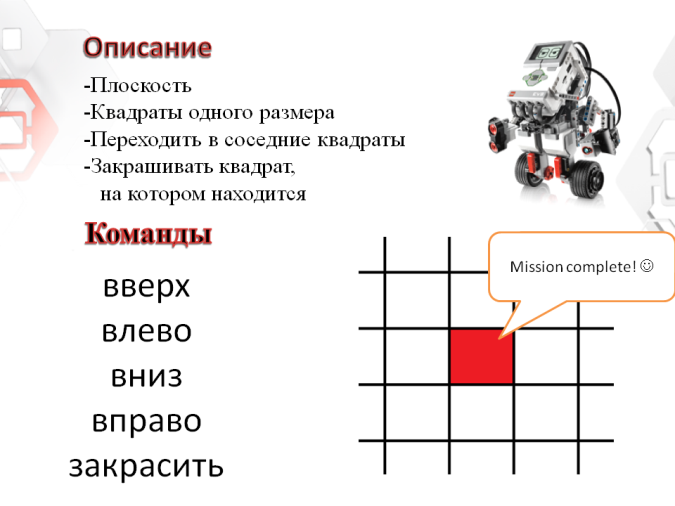 Описание
-Плоскость
-Квадраты одного размера
-Переходить в соседние квадраты
-Закрашивать квадрат,
на котором находится
Команды
вверх
влево
вниз
вправо
закрасить
Mission complete! ☺